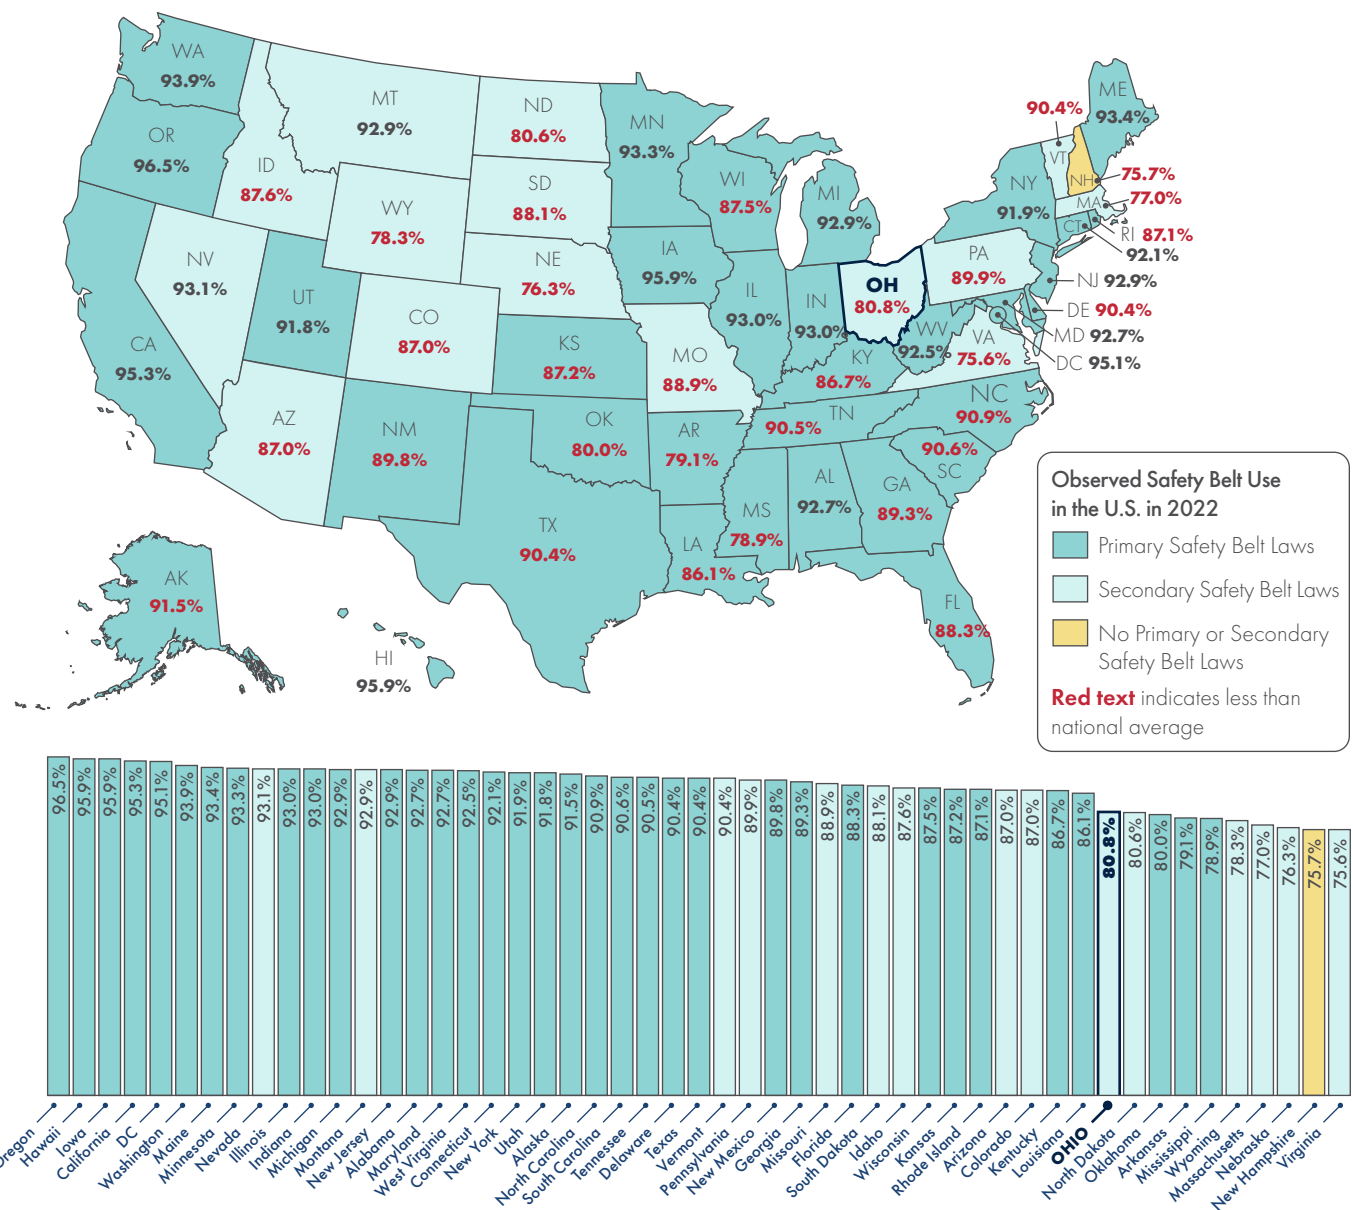 WA
93.9%
OR
96.5%
ID
87.6%
MT
92.9%
WY
78.3%
ND
80.6%
SD
88.1%
NE
76.3%
MN
93.3%
WI
87.5%
MI
92.9%
IA
95.9%
IL
93.0%
IN
93.0%
OH
80.8%
NV
93.1%
UT
91.8%
CO
87.0%
KS
87.2%
MO
88.9%
CA
95.3%
AZ
87.0%
NM
89.8%
OK
80.0%
AR
79.1%
TX
90.4%
LA
86.1%
MS
78.9%
AL
92.7%
GA
89.3%
FL
88.3%
SC
90.6%
NC
90.9%
TN
90.5%
KY
86.7%
WV
92.5%
VA
75.6%
PA
89.9%
NY
91.9%
VT
90.4%
NH
75.7%
ME
93.4%
MA
77.0%
RI 87.1%
CT
92.1%
NJ 92.9%
DE 90.4%
MD 92.7%
DC 95.1%
AK
91.5%
HI
95.9%
Observed Safety Belt Use
in the U.S. in 2022
Primary Safety Belt Laws
Secondary Safety Belt Laws
No Primary or Secondary
Safety Belt Laws
Red text indicates less than
national average
96.5%
95.9%
95.9%
95.3%
95.1%
93.9%
93.4%
93.3%
93.1%
93.0%
93.0%
92.9%
92.9%
92.9%
92.7%
92.7%
92.5%
92.1%
91.9%
91.8%
91.5%
90.9%
90.6%
90.5%
90.4%
90.4%
90.4%
89.9%
89.8%
89.3%
88.9%
88.3%
88.1%
87.6%
87.5%
87.2%
87.1%
87.0%
87.0%
86.7%
86.1%
80.8%
80.6%
80.0%
79.1%
78.9%
78.3%
77.0%
76.3%
75.7%
75.6%
Oregon
Hawaii
Iowa
California
DC
Washington
Maine
Minnesota
Nevada
Illinois
Indiana
Michigan
Montana
New Jersey
Alabama
Maryland
West Virginia
Connecticut
New York
Utah
Alaska
North Carolina
South Carolina
Tennessee
Delaware
Texas
Vermont
Pennsylvania
New Mexico
Georgia
Missouri
Florida
South Dakota
Idaho
Wisconsin
Kansas
Rhode Island
Arizona
Colorado
Kentucky
Louisiana
OHIO
North Dakota
Oklahoma
Arkansas
Mississippi
Wyoming
Massachusetts
Nebraska
New Hampshire
Virginia